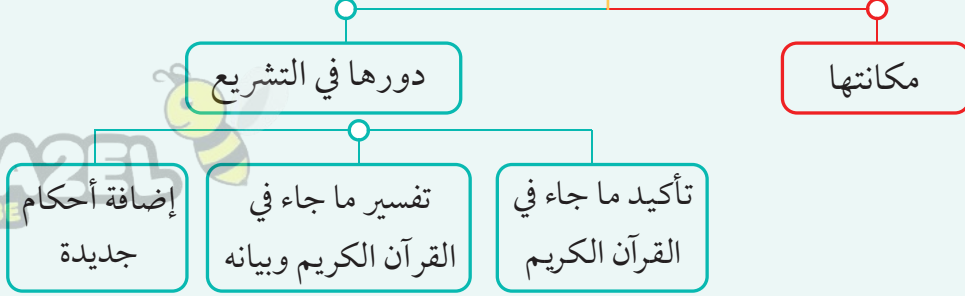 مكانتها
دورها في التشريع
تأكيد ما جاء في
القرآن الكريم
تفسير ما جاء في
القرآن الكريم وبيانه
إضافة أحكام
جديدة